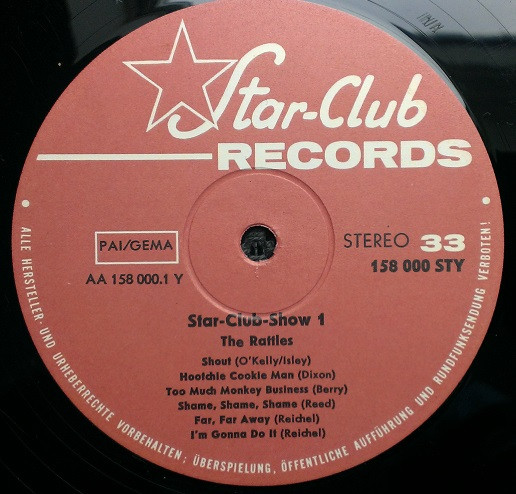 Star-Club
RECORDS
PAI/GEMA
AA 158 000.1 Y
STEREO 33
158 000 STY
Star-Club-Show 1
The Rattles
Shout (O'Kelly/Isley)
Hootchie Cookie Man (Dixon)
Too Much Monkey Business (Berry)
Shame, Shame, Shame (Reed)
Far, Far Away (Reichel)
I'm Gonna Do It (Reichel)
ALLE HERSTELLER- UND URHEBERRECHTE VORBEHALTEN; ÜBERSPIELUNG, ÖFFENTLICHE AUFFÜHRUNG UND RUNDFUNKSENDUNG VERBOTEN!